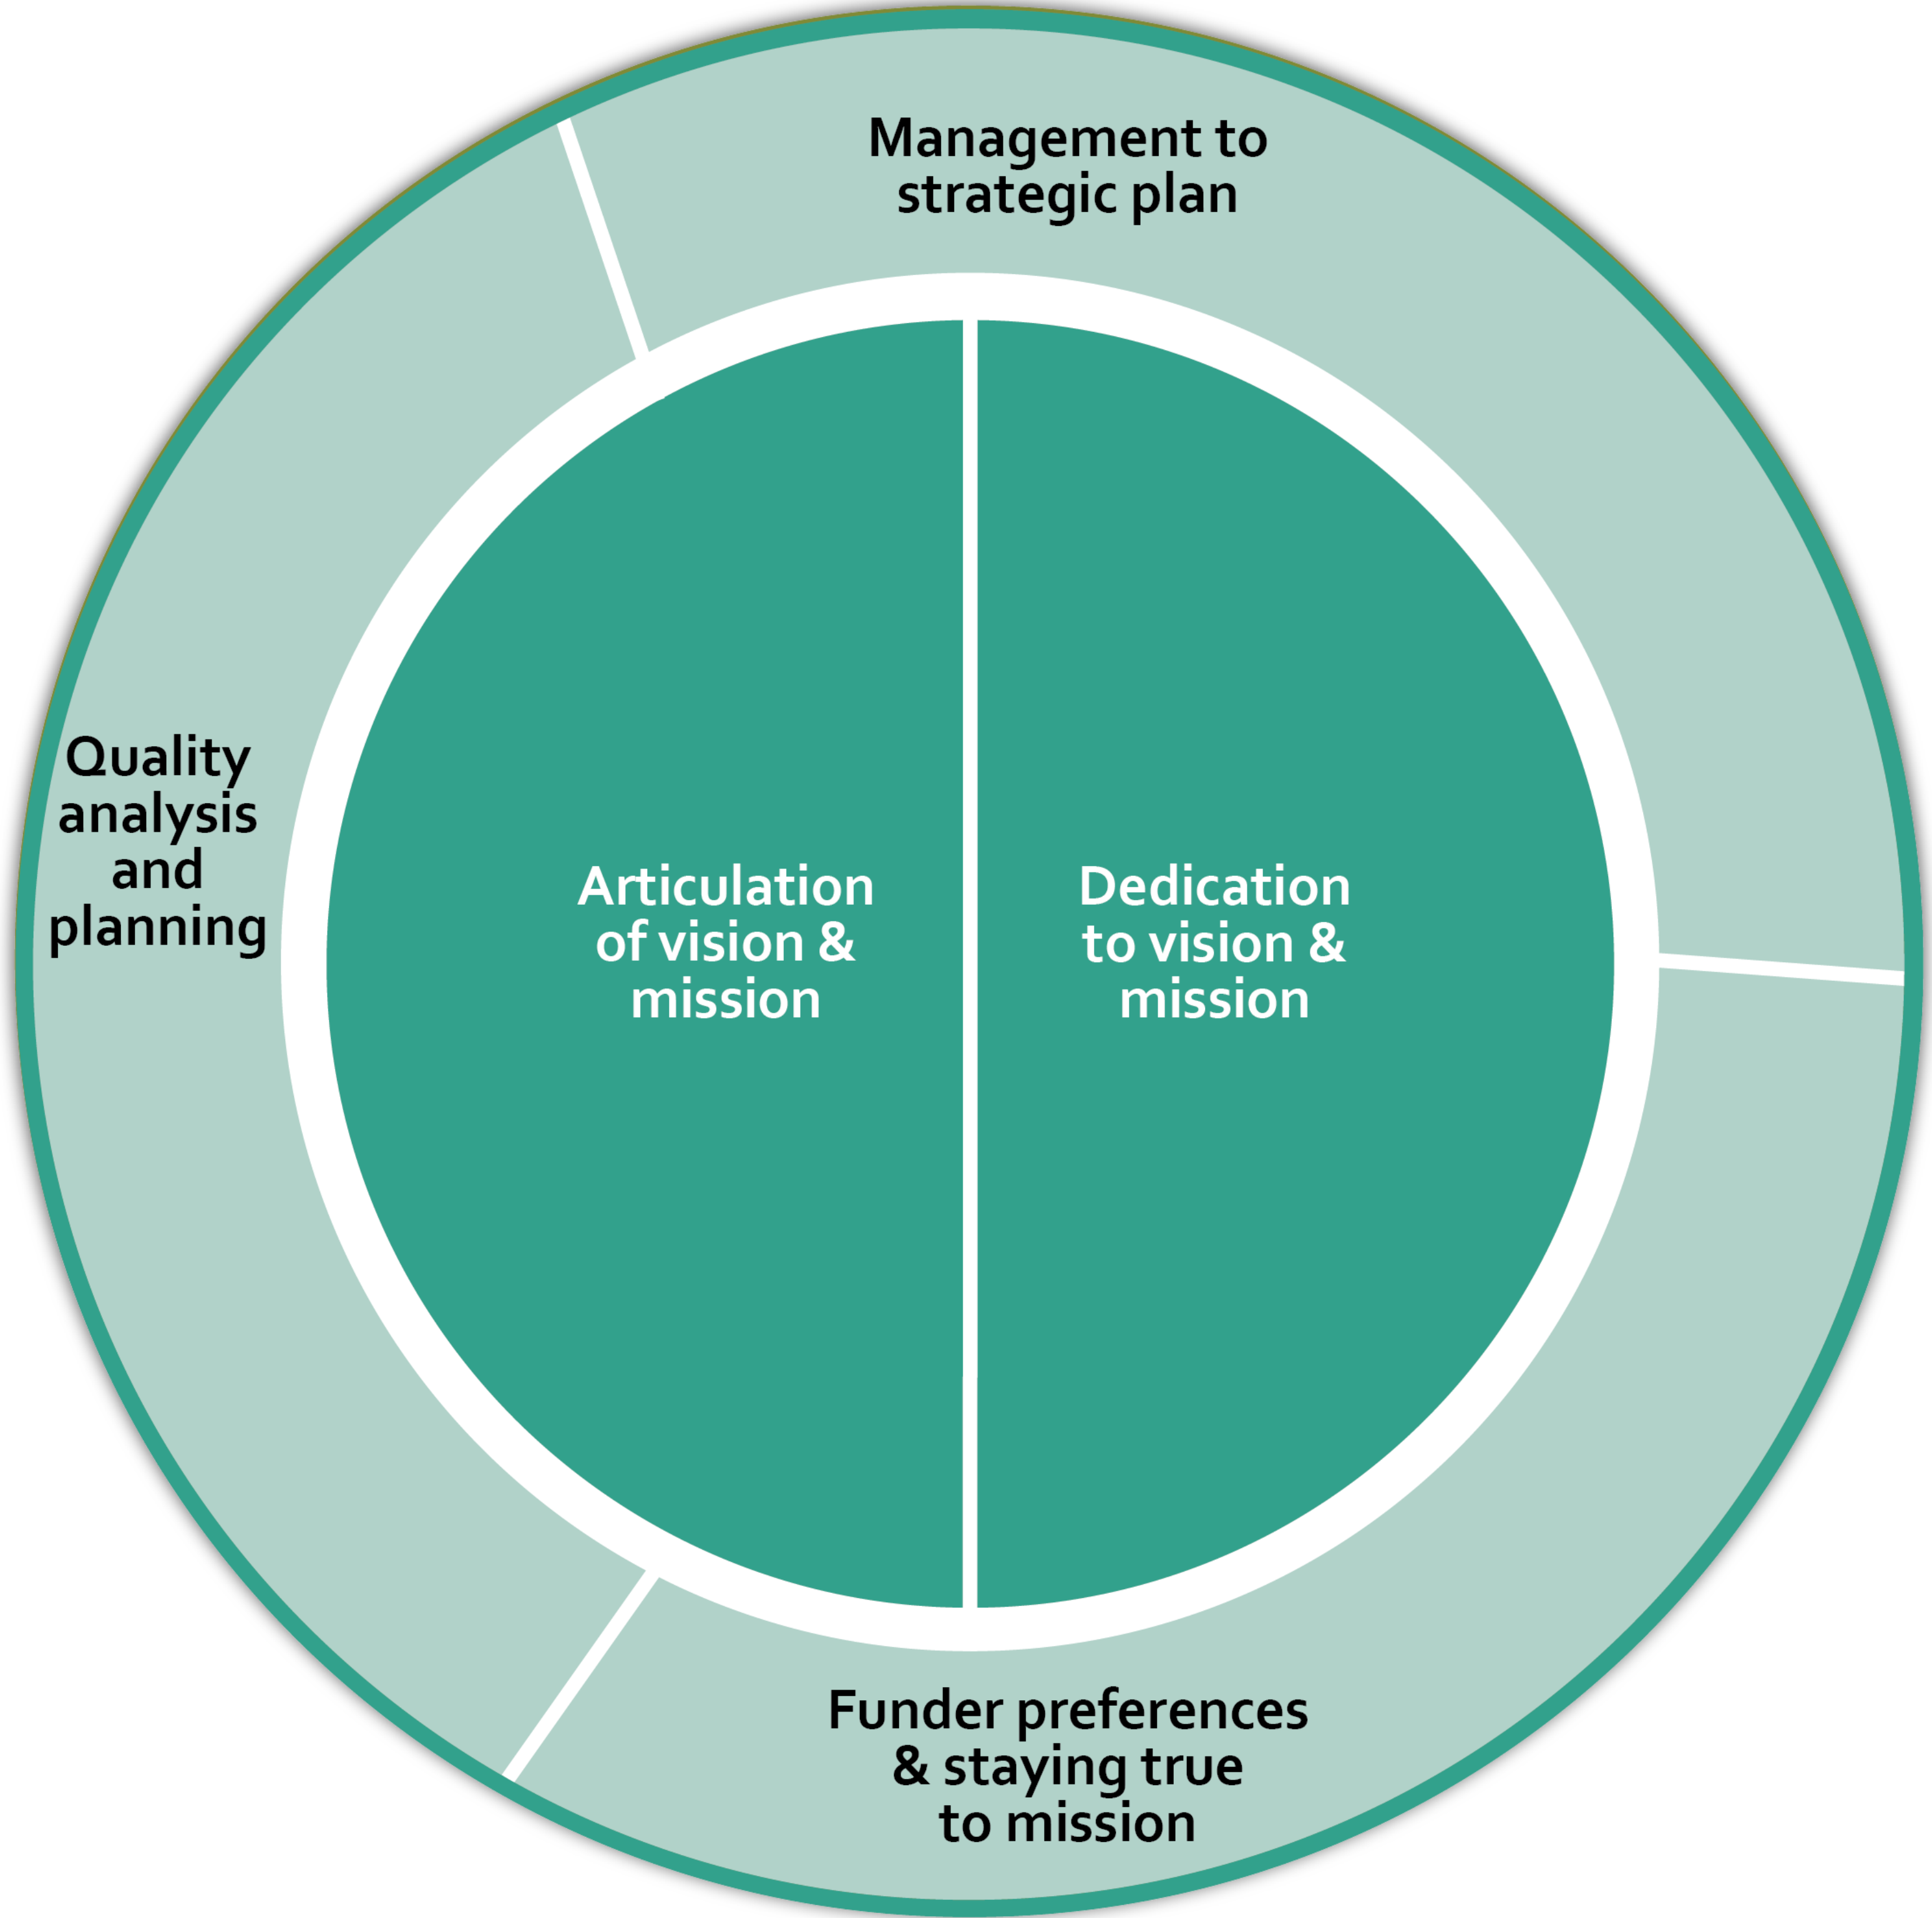 Management to
strategic plan
Quality
analysis
and
planning
Articulation
of vision &
mission
Dedication
to vision &
mission
Funder preferences
& staying true
to mission